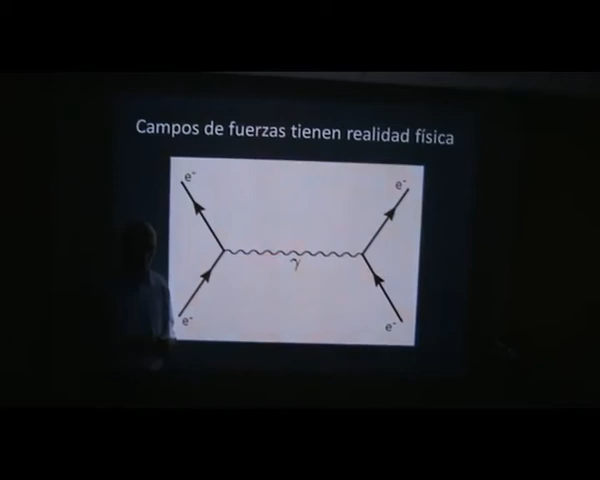 Campos de fuerzas tienen realidad física
e⁻ e⁻
γ
e⁻ e⁻